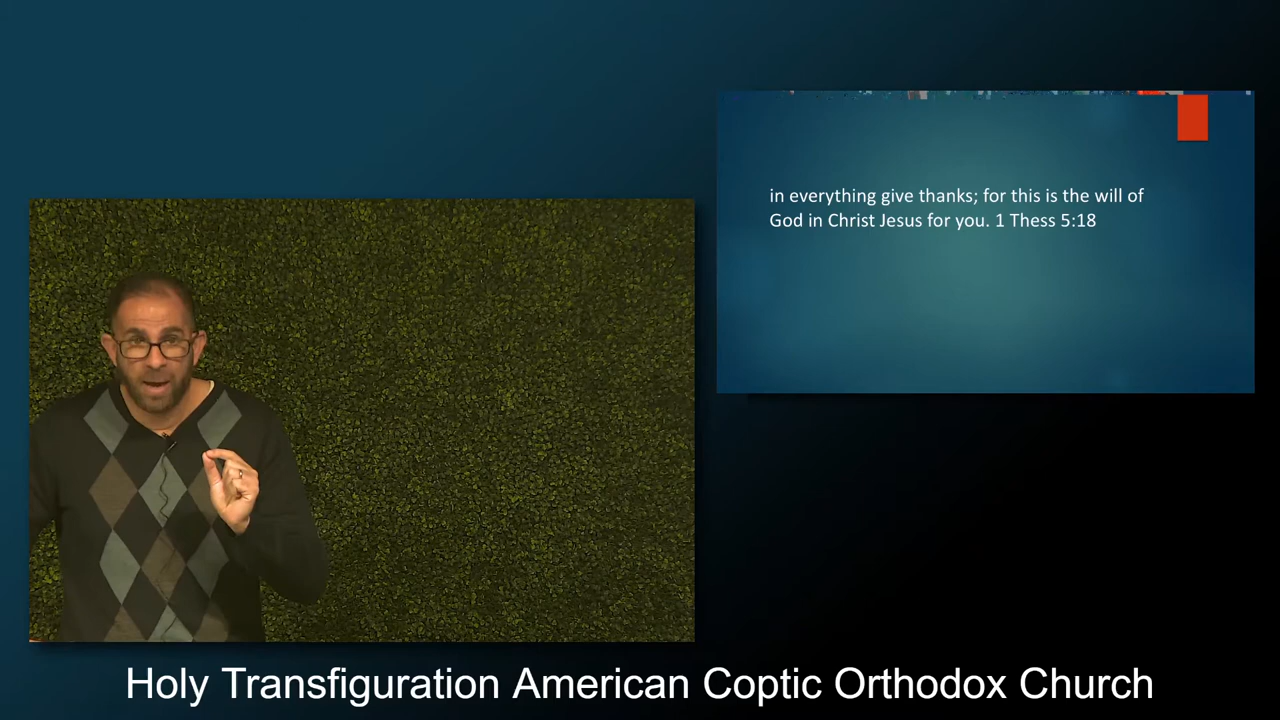 in everything give thanks; for this is the will of
God in Christ Jesus for you. 1 Thess 5:18
Holy Transfiguration American Coptic Orthodox Church